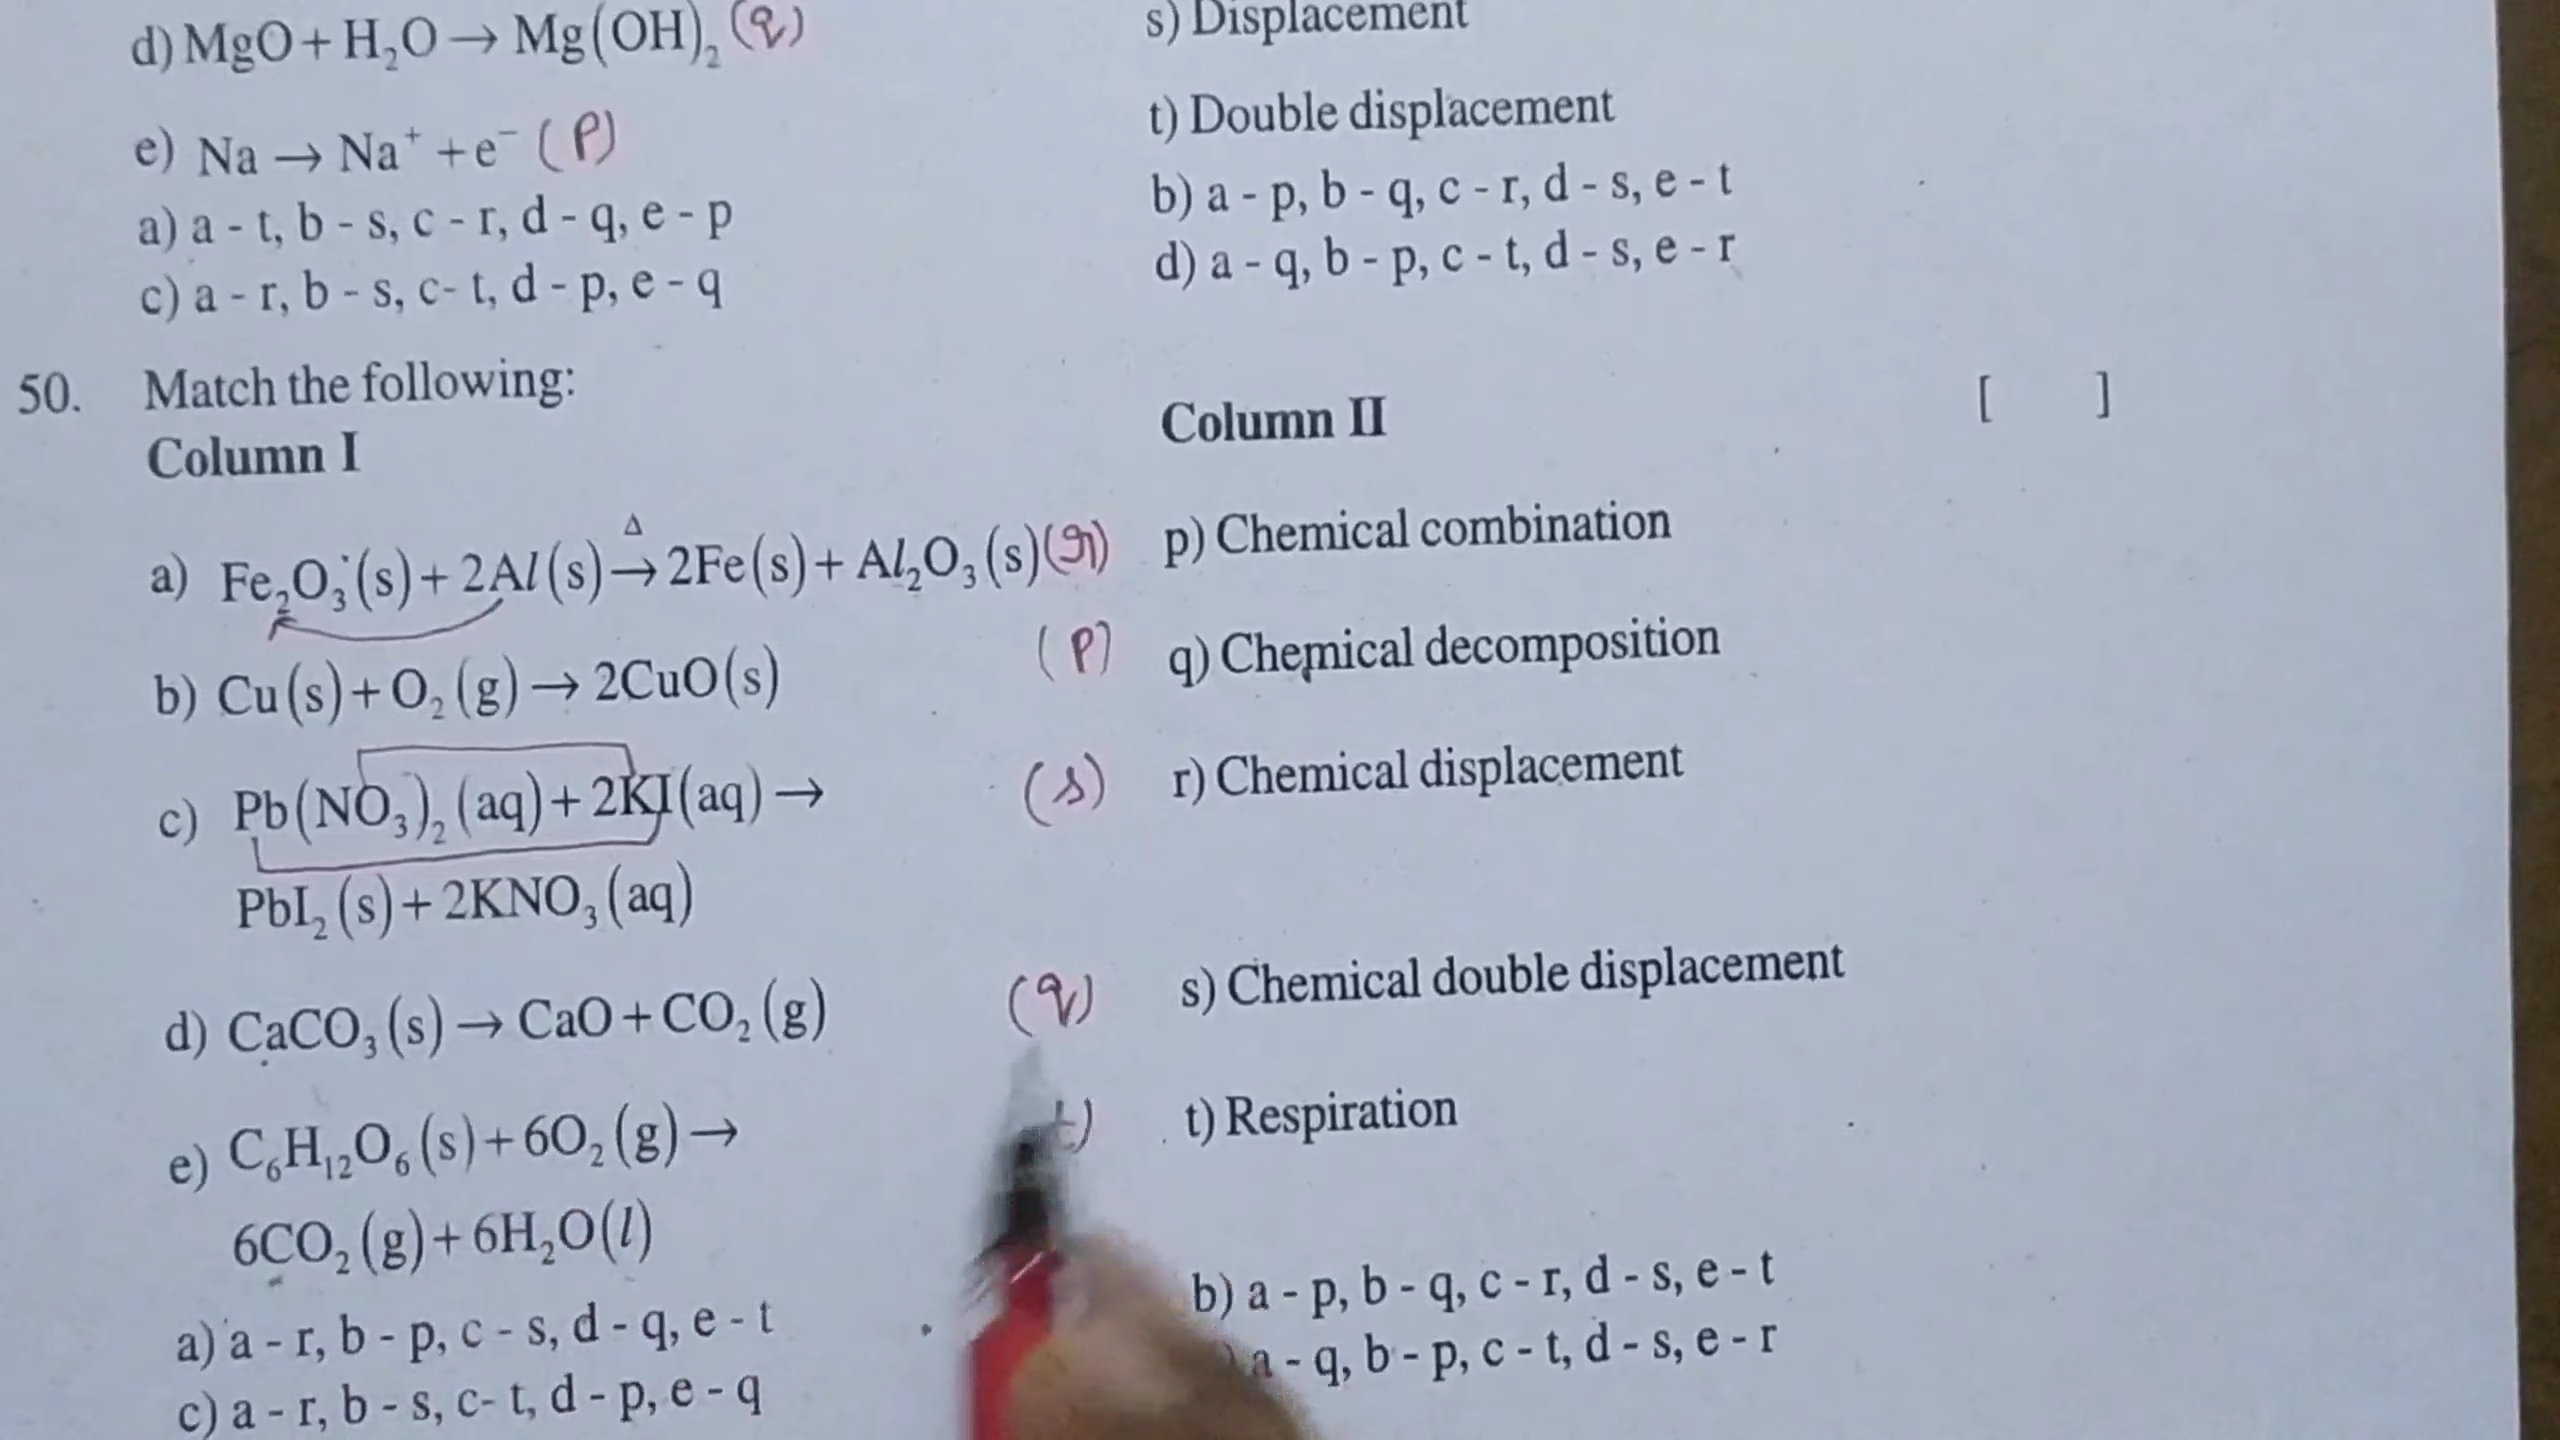 d) MgO + H₂O → Mg(OH)₂ (q)
s) Displacement
e) Na → Na⁺ + e⁻ (p)
t) Double displacement
a) a - t, b - s, c - r, d - q, e - p
b) a - p, b - q, c - r, d - s, e - t
c) a - r, b - s, c- t, d - p, e - q
d) a - q, b - p, c - t, d - s, e - r
50. Match the following: [ ]
Column I
Column II
a) Fe₂O₃(s) + 2Al(s) →Δ 2Fe(s) + Al₂O₃(s) (r)
p) Chemical combination
b) Cu(s) + O₂(g) → 2CuO(s) (p)
q) Chemical decomposition
c) Pb(NO₃)₂(aq) + 2KI(aq) → (s)
r) Chemical displacement
PbI₂(s) + 2KNO₃(aq)
d) CaCO₃(s) → CaO + CO₂(g) (q)
s) Chemical double displacement
e) C₆H₁₂O₆(s) + 6O₂(g) → t)
t) Respiration
6CO₂(g) + 6H₂O(l)
a) a - r, b - p, c - s, d - q, e - t
b) a - p, b - q, c - r, d - s, e - t
c) a - r, b - s, c- t, d - p, e - q
) a - q, b - p, c - t, d - s, e - r